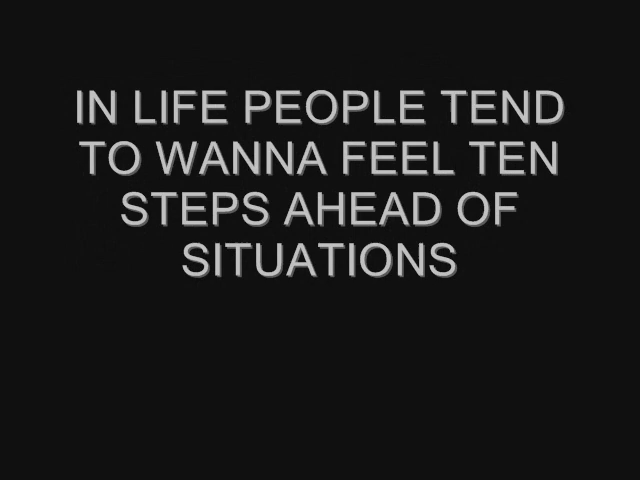 IN LIFE PEOPLE TEND
TO WANNA FEEL TEN
STEPS AHEAD OF
SITUATIONS